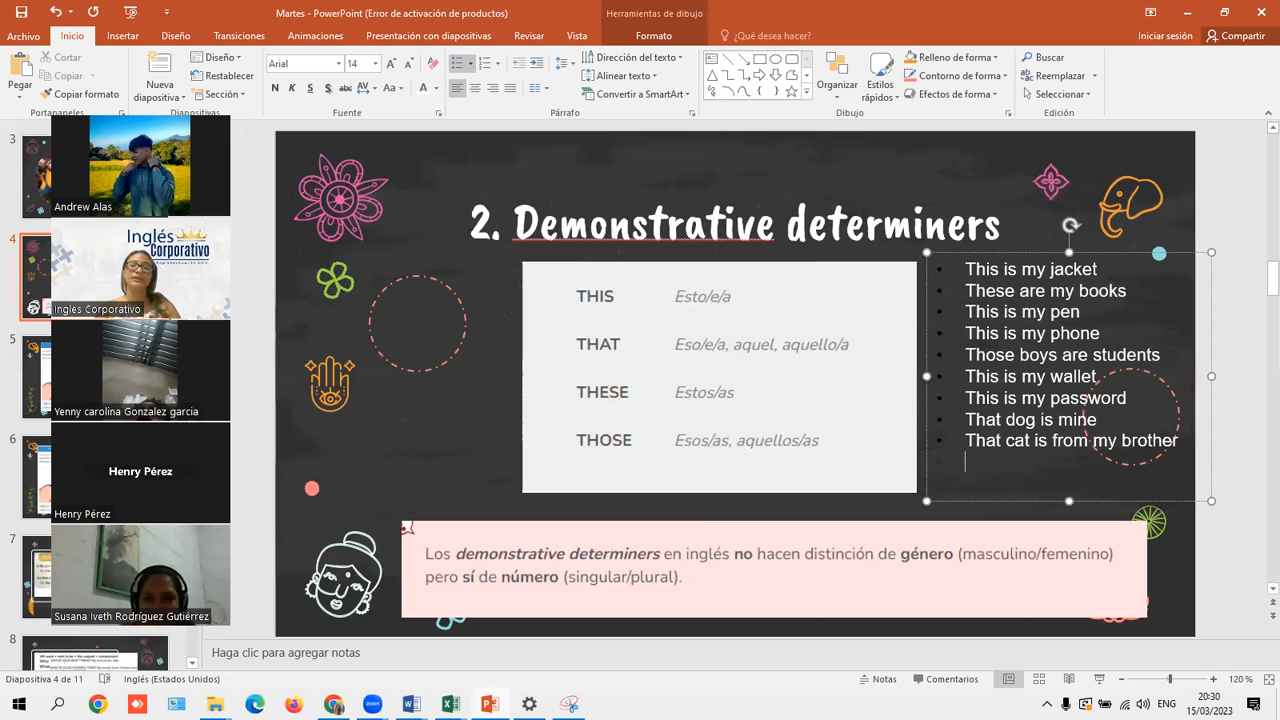 Martes - PowerPoint (Error de activación de productos)
Herramientas de dibujo
Archivo Inicio Insertar Diseño Transiciones Animaciones Presentación con diapositivas Revisar Vista Formato ¿Qué desea hacer? Iniciar sesión Compartir
Pegar
Cortar
Copiar
Copiar formato
Portapapeles
Nueva diapositiva
Diseño
Restablecer
Sección
Diapositivas
Arial 14
N K S S abc AV Aa A
Fuente
Dirección del texto
Alinear texto
Convertir a SmartArt
Párrafo
Organizar
Estilos rápidos
Relleno de forma
Contorno de forma
Efectos de forma
Dibujo
Buscar
Reemplazar
Seleccionar
Edición
3
4
5
6
7
8
Andrew Alas
Inglés Corporativo
Ingles Corporativo
Yenny carolina Gonzalez garcia
Henry Pérez
Henry Pérez
Susana Iveth Rodríguez Gutiérrez
2. Demonstrative determiners
THIS Esto/e/a
THAT Eso/e/a, aquel, aquello/a
THESE Estos/as
THOSE Esos/as, aquellos/as
This is my jacket
These are my books
This is my pen
This is my phone
Those boys are students
This is my wallet
This is my password
That dog is mine
That cat is from my brother
Los demonstrative determiners en inglés no hacen distinción de género (masculino/femenino)
pero sí de número (singular/plural).
Haga clic para agregar notas
Diapositiva 4 de 11 Inglés (Estados Unidos) Notas Comentarios 120 %
ENG
20:30
15/03/2023